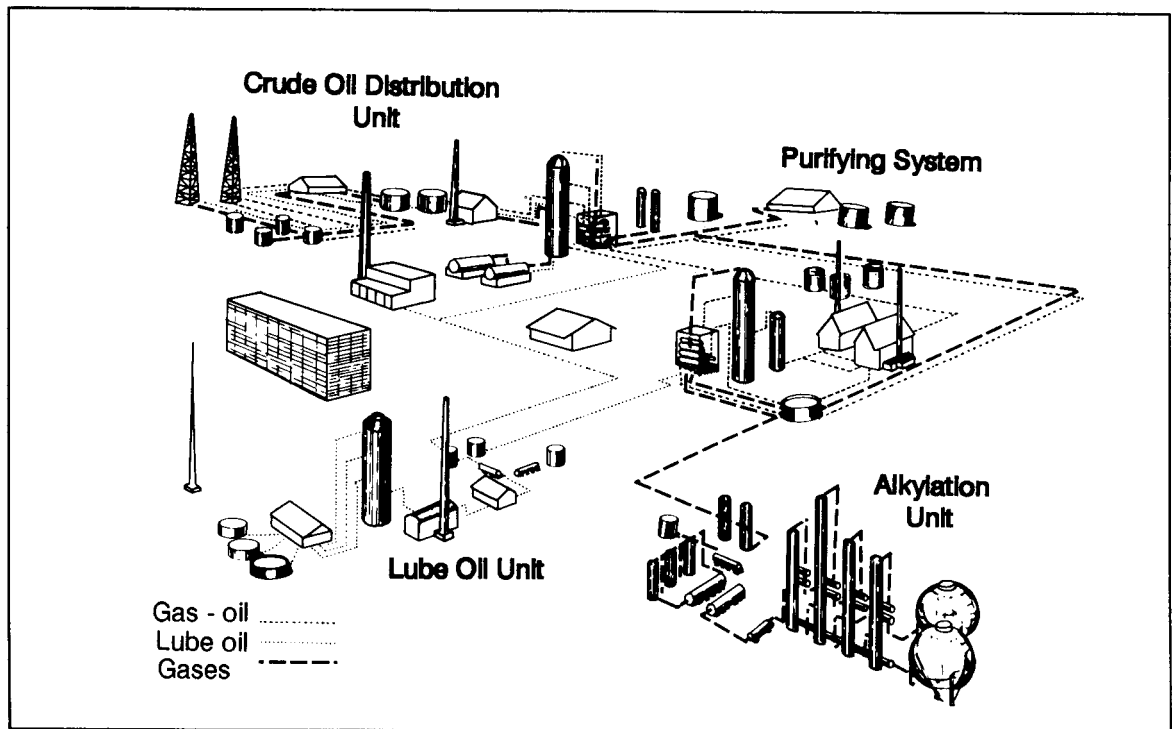 Crude Oil Distribution
Unit
Purifying System
Alkylation
Unit
Lube Oil Unit
Gas - oil
Lube oil
Gases